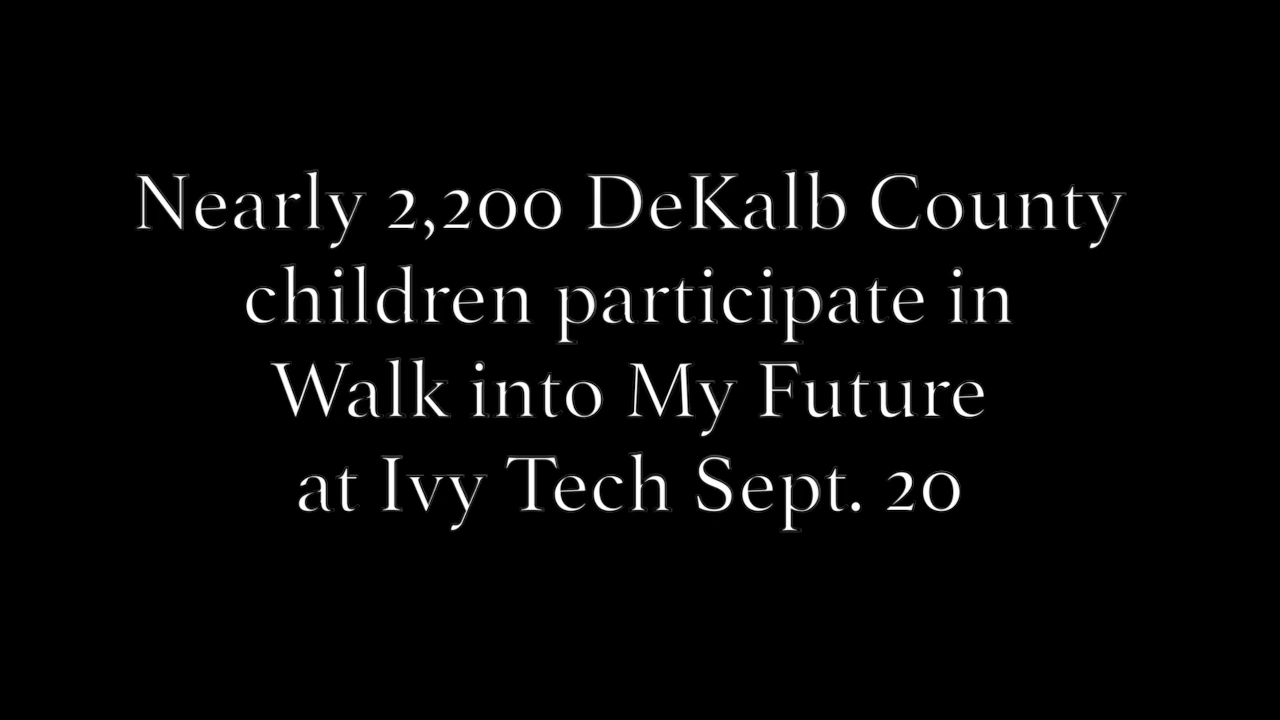 Nearly 2,200 DeKalb County
children participate in
Walk into My Future
at Ivy Tech Sept. 20